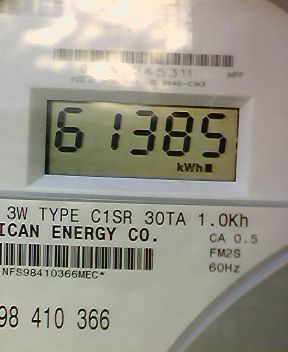 45311
61385
kWh
3W TYPE C1SR 30TA 1.0Kh
ICAN ENERGY CO.
CA 0.5
FM2S
60Hz
NFS98410366MEC*
98 410 366